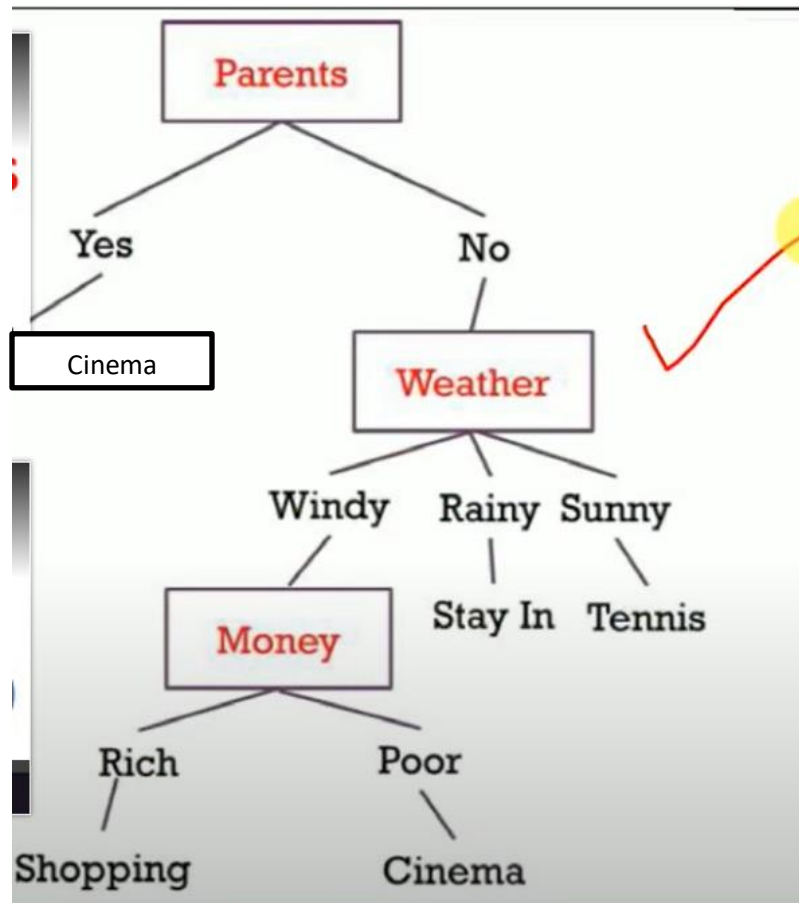 Parents
Yes
No
Cinema
Weather
Windy Rainy Sunny
Money
Stay In Tennis
Rich Poor
Shopping Cinema